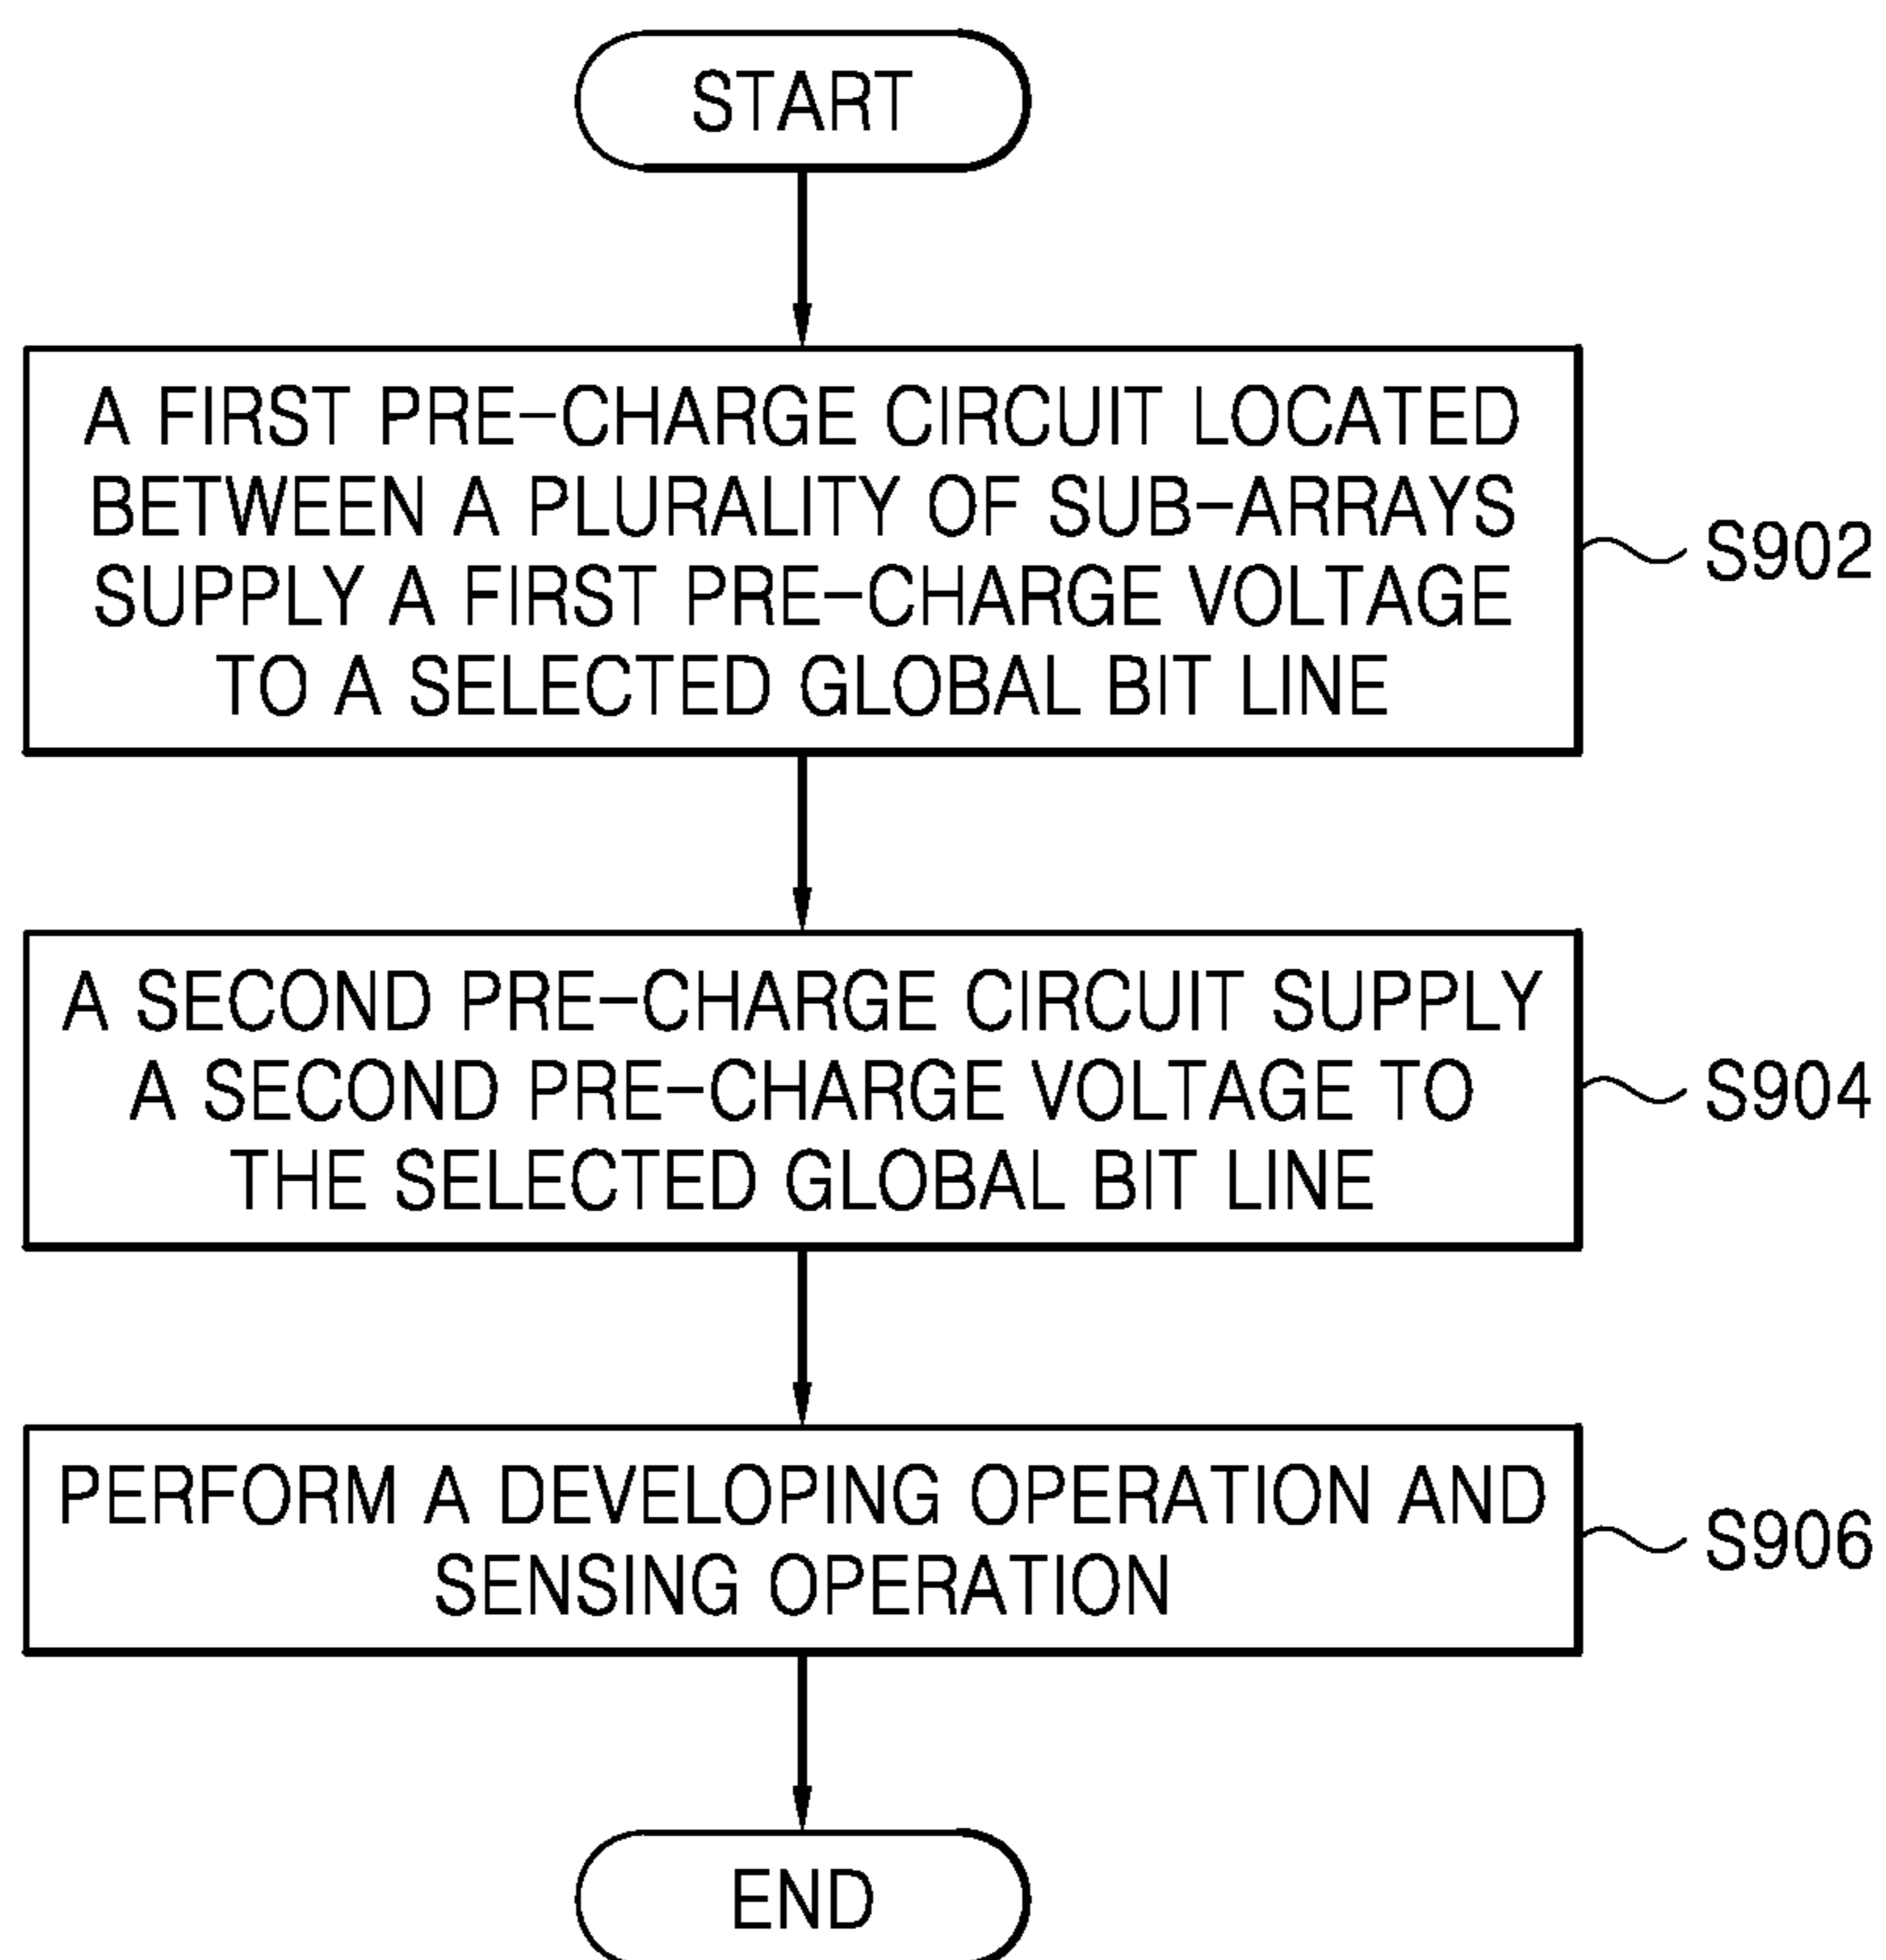 START
A FIRST PRE-CHARGE CIRCUIT LOCATED
BETWEEN A PLURALITY OF SUB-ARRAYS
SUPPLY A FIRST PRE-CHARGE VOLTAGE
TO A SELECTED GLOBAL BIT LINE
S902
A SECOND PRE-CHARGE CIRCUIT SUPPLY
A SECOND PRE-CHARGE VOLTAGE TO
THE SELECTED GLOBAL BIT LINE
S904
PERFORM A DEVELOPING OPERATION AND
SENSING OPERATION
S906
END